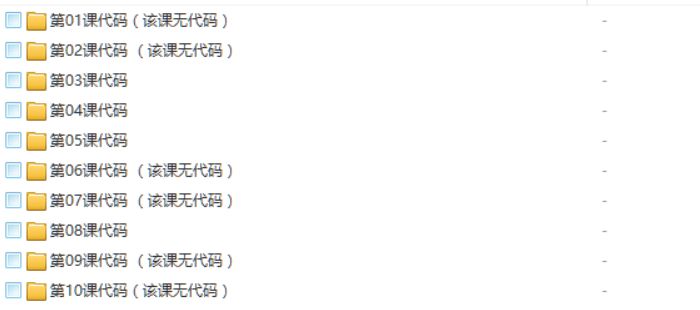 第01课代码（该课无代码） -
第02课代码 （该课无代码） -
第03课代码 -
第04课代码 -
第05课代码 -
第06课代码 （该课无代码） -
第07课代码 （该课无代码） -
第08课代码 -
第09课代码 （该课无代码） -
第10课代码（该课无代码） -